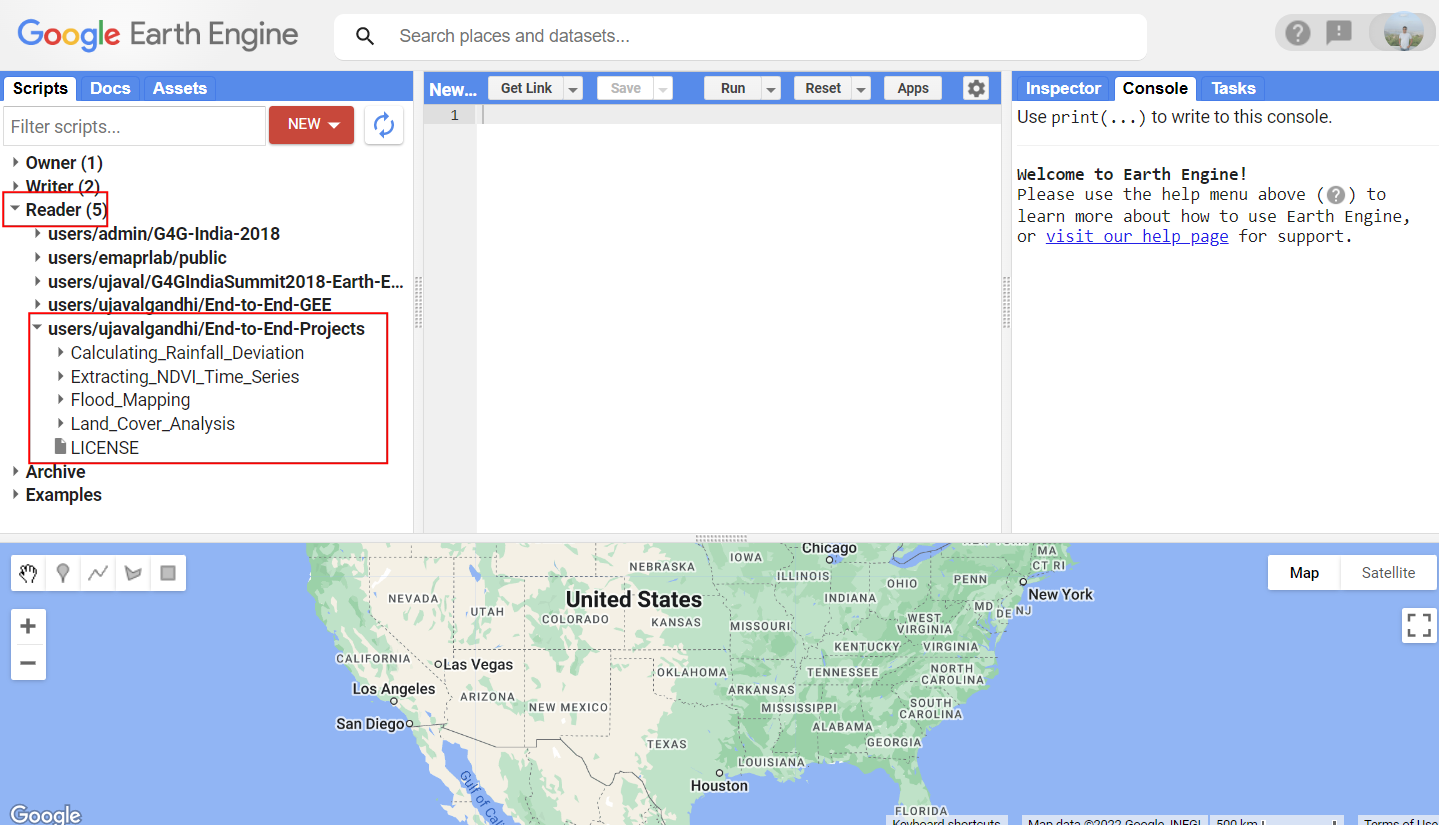 Google Earth Engine
Search places and datasets...
Scripts Docs Assets
Filter scripts...
NEW
Owner (1)
Writer (2)
Reader (5)
users/admin/G4G-India-2018
users/emaprlab/public
users/ujaval/G4GIndiaSummit2018-Earth-E...
users/ujavalgandhi/End-to-End-GEE
users/ujavalgandhi/End-to-End-Projects
Calculating_Rainfall_Deviation
Extracting_NDVI_Time_Series
Flood_Mapping
Land_Cover_Analysis
LICENSE
Archive
Examples
New... Get Link Save Run Reset Apps
1
Inspector Console Tasks
Use print(...) to write to this console.
Welcome to Earth Engine!
Please use the help menu above (?) to
learn more about how to use Earth Engine,
or visit our help page for support.
Map Satellite
Chicago
IOWA
MA
CT RI
NEBRASKA
ILLINOIS
OHIO
PENN
NEVADA
UTAH
United States
INDIANA
New York
COLORADO
KANSAS
MISSOURI
MD
DE
NJ
WEST
VIRGINIA
KENTUCKY
VIRGINIA
CALIFORNIA
Las Vegas
OKLAHOMA
TENNESSEE
NORTH
CAROLINA
Los Angeles
ARIZONA
NEW MEXICO
ARKANSAS
MISSISSIPPI
SOUTH
CAROLINA
San Diego
ALABAMA
TEXAS
GEORGIA
LOUISIANA
Houston
Gulf of Cali
FLORIDA
Google
Keyboard shortcuts
Map data ©2022 Google, INEGI
500 km
Terms of Use